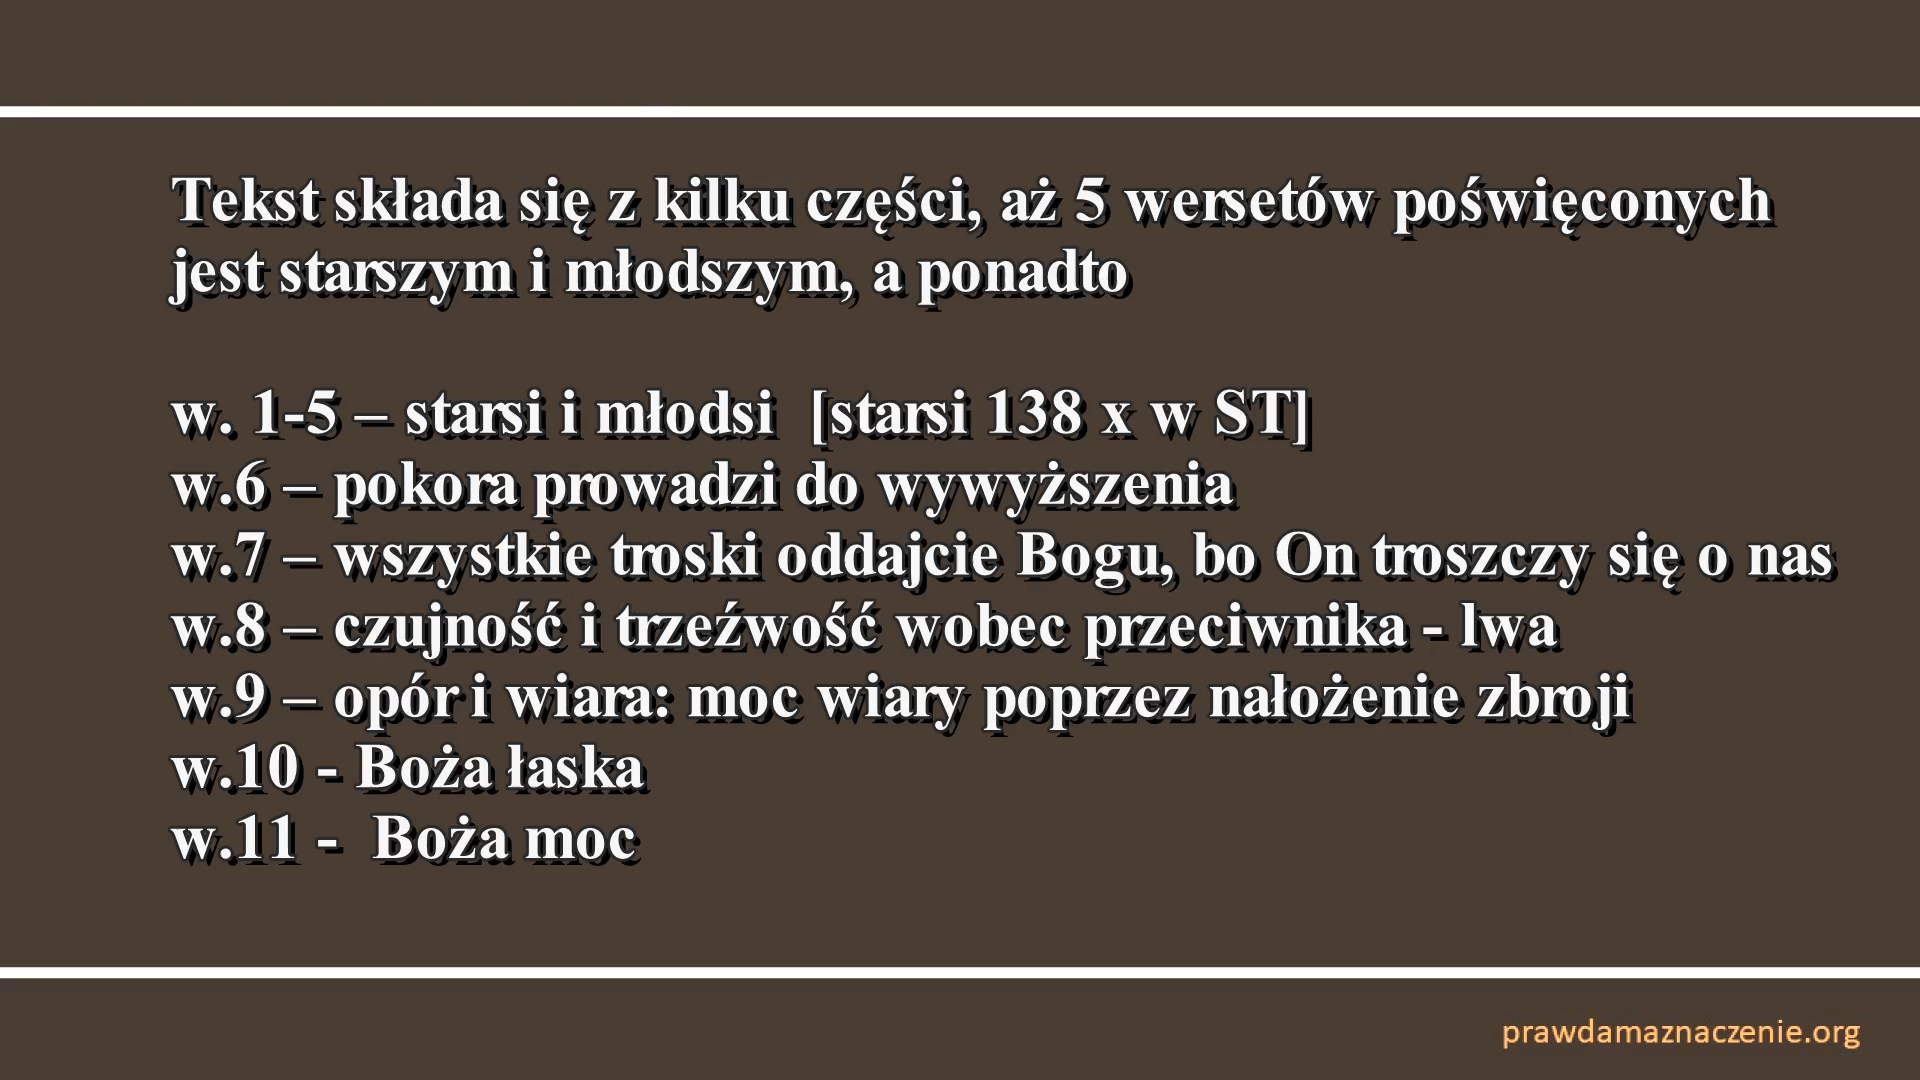 Tekst składa się z kilku części, aż 5 wersetów poświęconych
jest starszym i młodszym, a ponadto
w. 1-5 – starsi i młodsi [starsi 138 x w ST]
w.6 – pokora prowadzi do wywyższenia
w.7 – wszystkie troski oddajcie Bogu, bo On troszczy się o nas
w.8 – czujność i trzeźwość wobec przeciwnika - lwa
w.9 – opór i wiara: moc wiary poprzez nałożenie zbroji
w.10 - Boża łaska
w.11 - Boża moc
prawdamaznaczenie.org